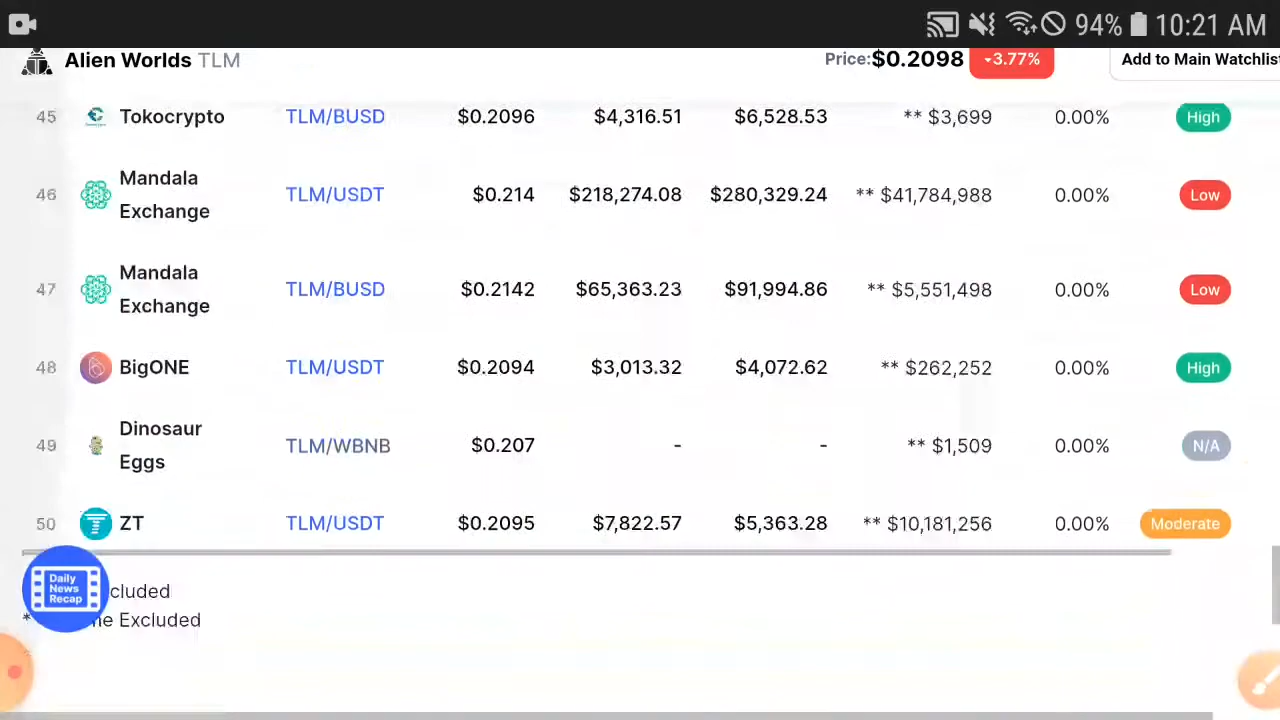 94% 10:21 AM
Alien Worlds TLM Price: $0.2098 -3.77% Add to Main Watchlist
45 Tokocrypto TLM/BUSD $0.2096 $4,316.51 $6,528.53 ** $3,699 0.00% High
46 Mandala Exchange TLM/USDT $0.214 $218,274.08 $280,329.24 ** $41,784,988 0.00% Low
47 Mandala Exchange TLM/BUSD $0.2142 $65,363.23 $91,994.86 ** $5,551,498 0.00% Low
48 BigONE TLM/USDT $0.2094 $3,013.32 $4,072.62 ** $262,252 0.00% High
49 Dinosaur Eggs TLM/WBNB $0.207 - - ** $1,509 0.00% N/A
50 ZT TLM/USDT $0.2095 $7,822.57 $5,363.28 ** $10,181,256 0.00% Moderate
Daily
News
Recap
cluded
* Excluded